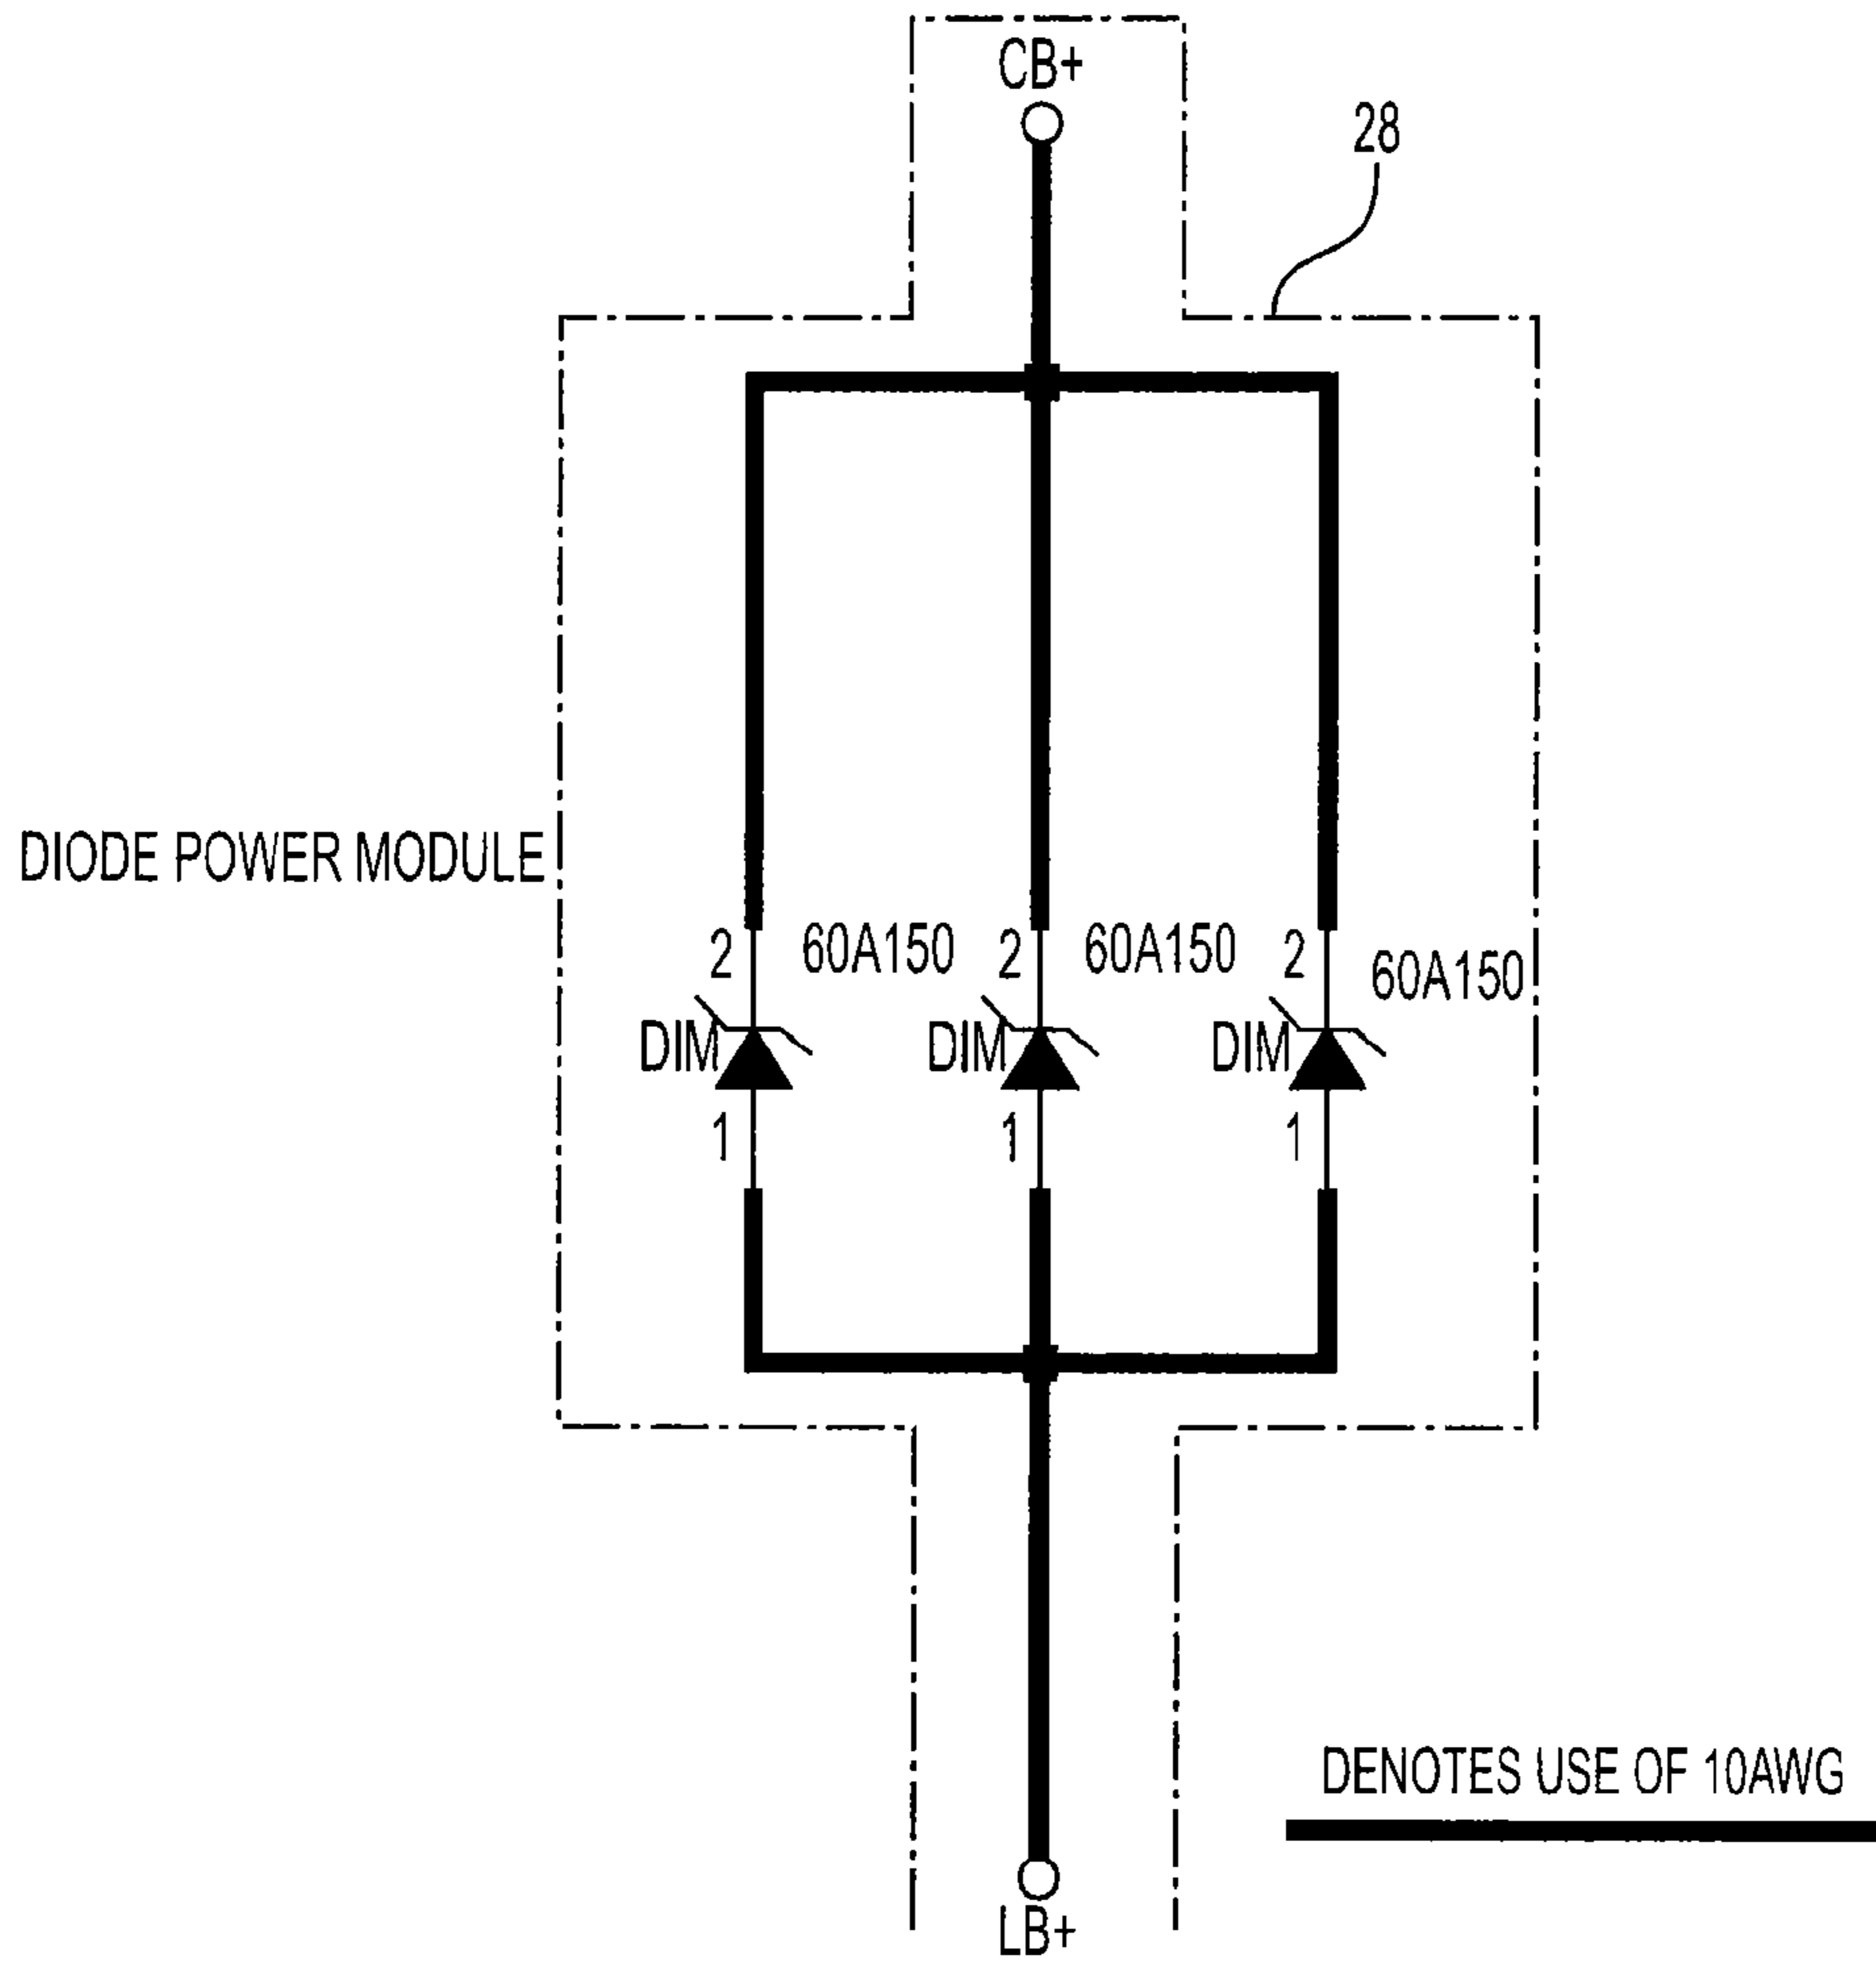 CB+
28
DIODE POWER MODULE
2 60A150 2 60A150 2 60A150
DIM DIM DIM
1 1 1
DENOTES USE OF 10AWG
LB+